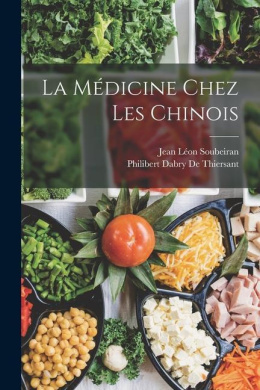 La Médicine Chez
Les Chinois
Jean Léon Soubeiran
Philibert Dabry De Thiersant